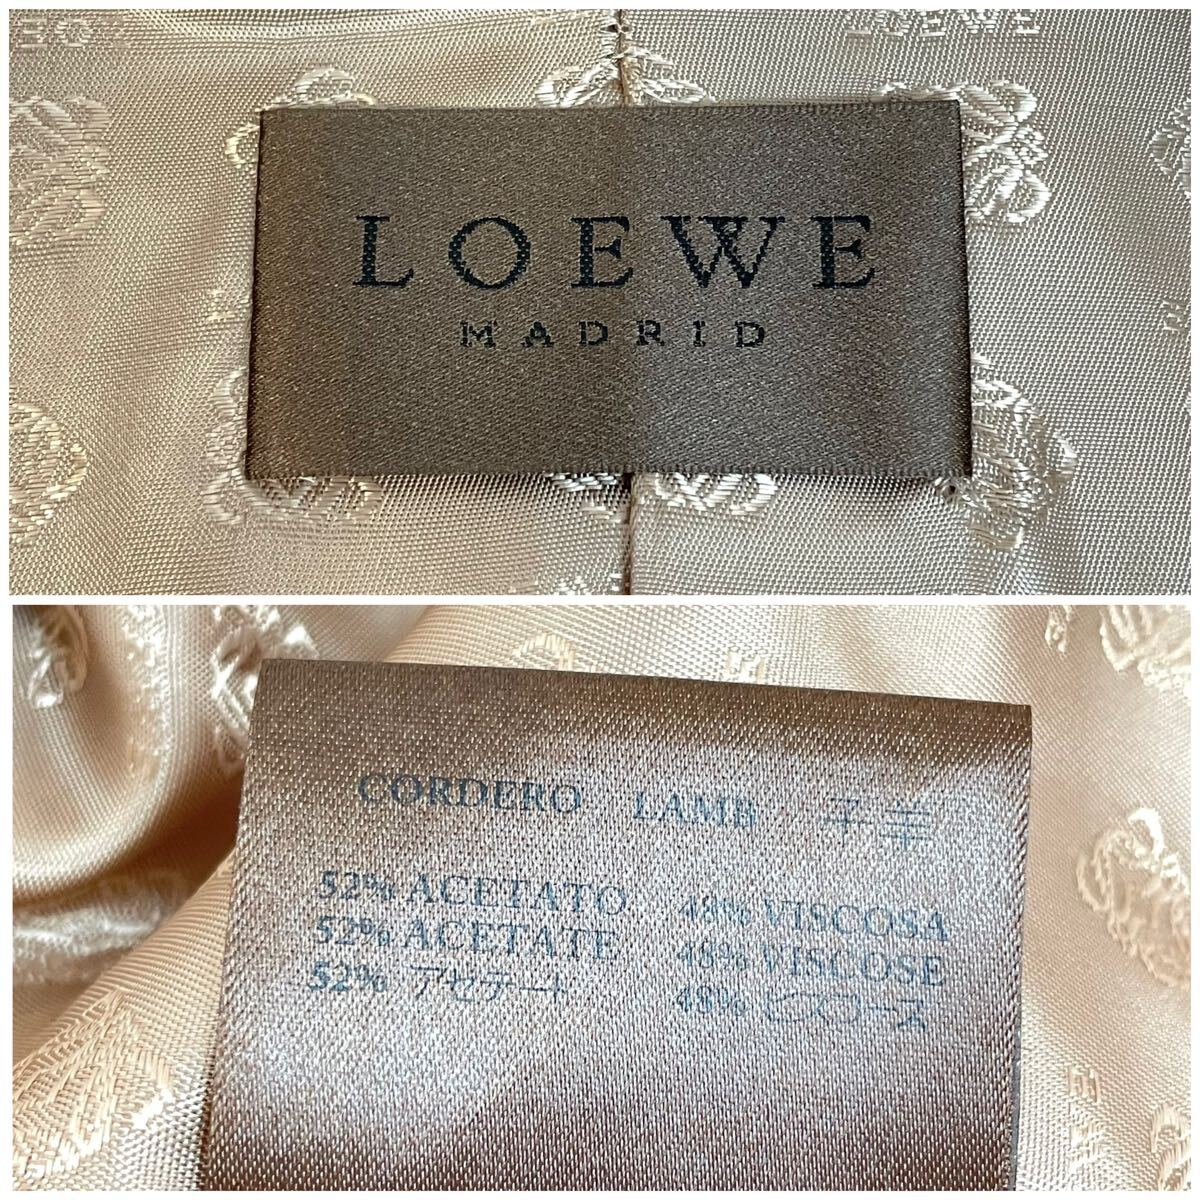 LOEWE
LOEWE
MADRID
CORDERO LAMB 子羊
52% ACETATO 48% VISCOSA
52% ACETATE 48% VISCOSE
52% アセテート 48% ビスコース